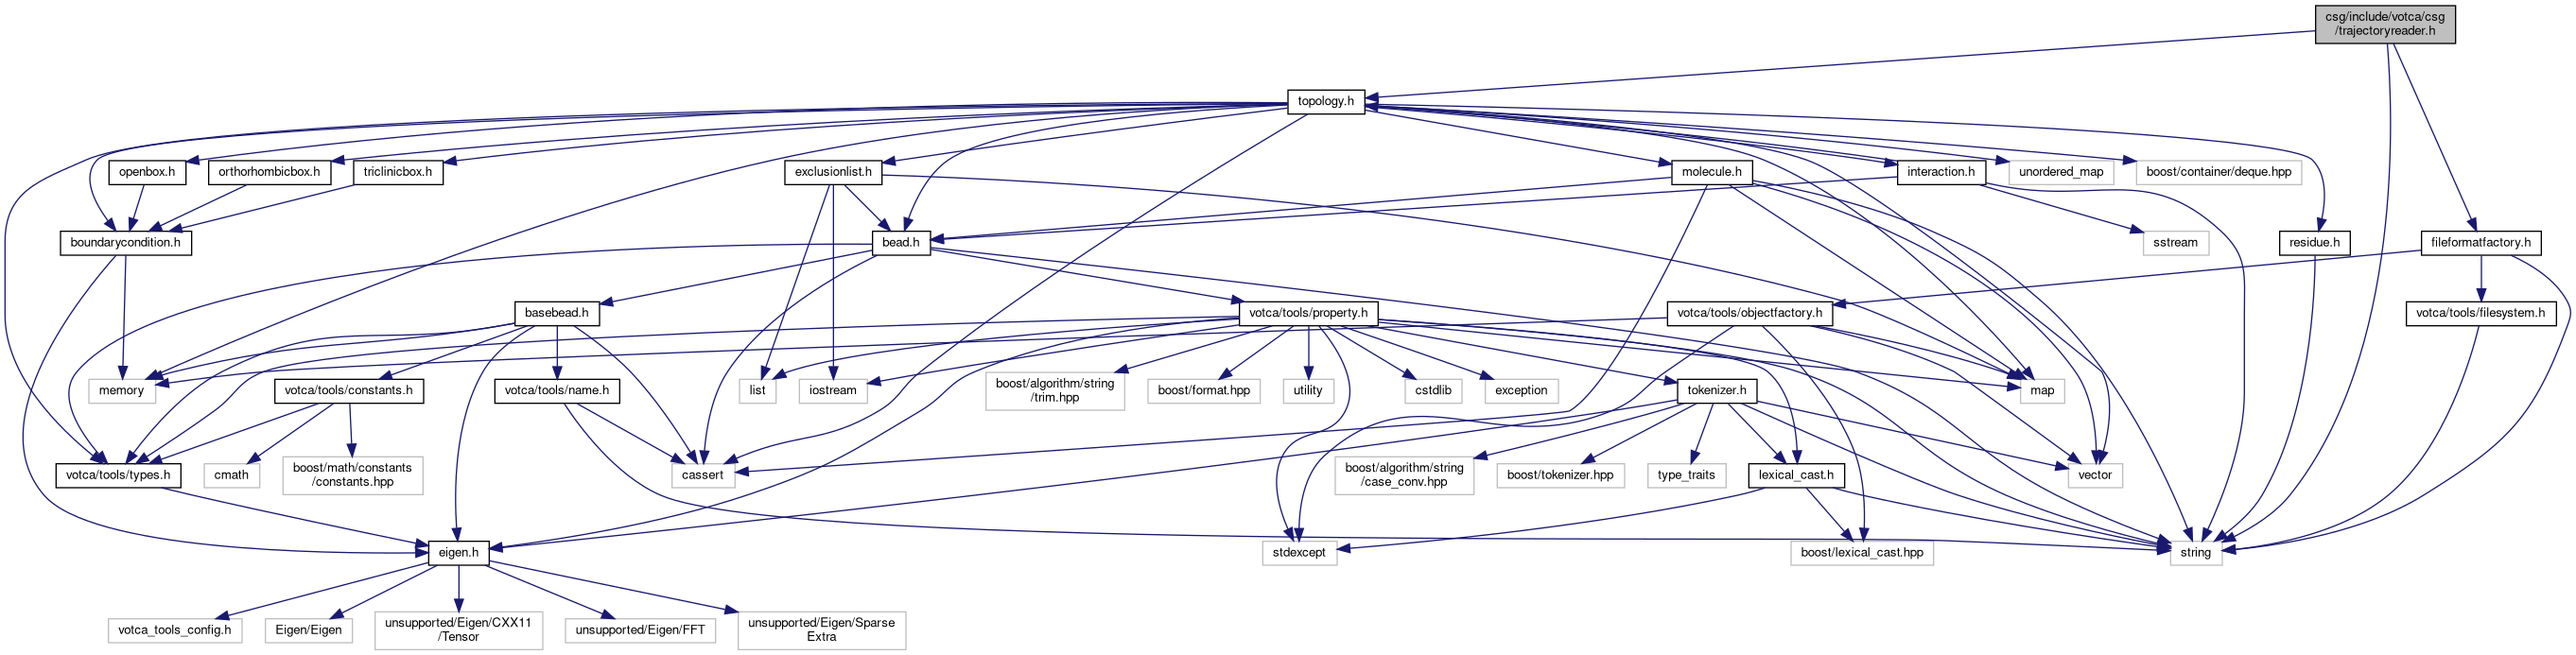 csg/include/votca/csg
/trajectoryreader.h
topology.h
openbox.h
orthorhombicbox.h
triclinicbox.h
exclusionlist.h
molecule.h
interaction.h
unordered_map
boost/container/deque.hpp
boundarycondition.h
bead.h
sstream
residue.h
fileformatfactory.h
basebead.h
votca/tools/property.h
votca/tools/objectfactory.h
votca/tools/filesystem.h
memory
votca/tools/constants.h
votca/tools/name.h
list
iostream
boost/algorithm/string
/trim.hpp
boost/format.hpp
utility
cstdlib
exception
tokenizer.h
map
votca/tools/types.h
cmath
boost/math/constants
/constants.hpp
cassert
boost/algorithm/string
/case_conv.hpp
boost/tokenizer.hpp
type_traits
lexical_cast.h
vector
eigen.h
stdexcept
boost/lexical_cast.hpp
string
votca_tools_config.h
Eigen/Eigen
unsupported/Eigen/CXX11
/Tensor
unsupported/Eigen/FFT
unsupported/Eigen/Sparse
Extra